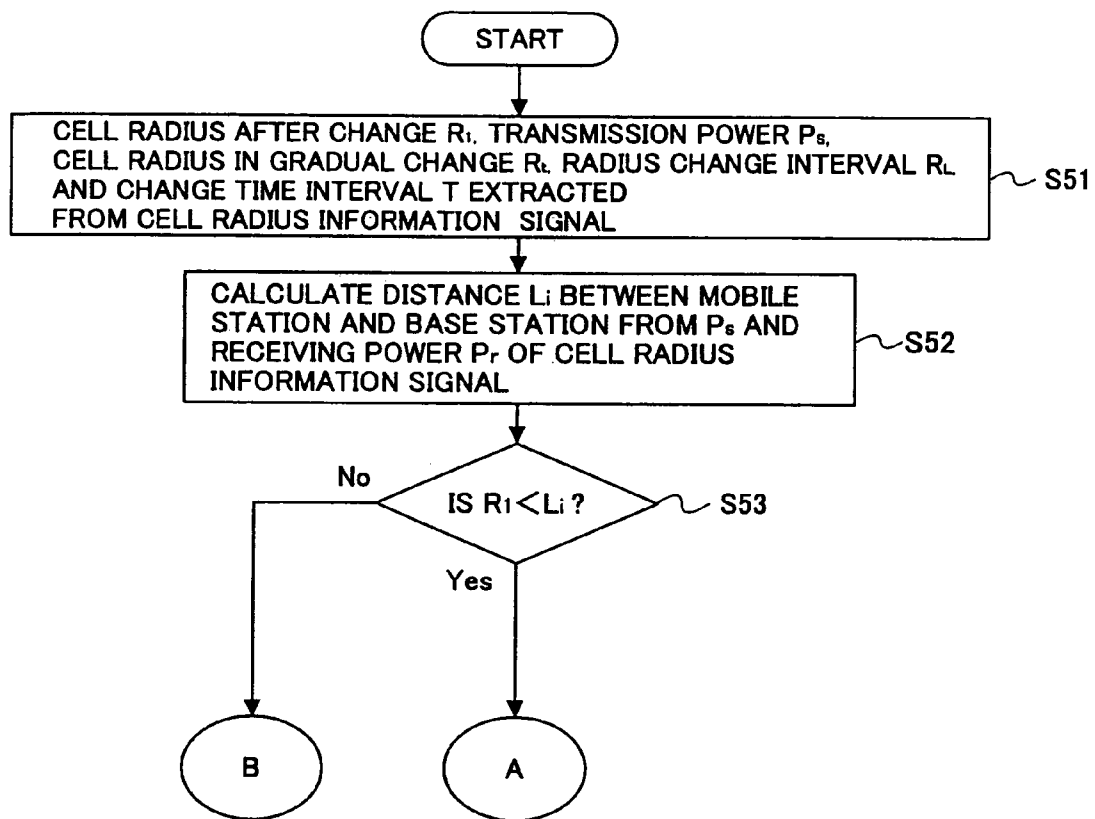 START
CELL RADIUS AFTER CHANGE R1, TRANSMISSION POWER Ps,
CELL RADIUS IN GRADUAL CHANGE Rt, RADIUS CHANGE INTERVAL RL
AND CHANGE TIME INTERVAL T EXTRACTED
FROM CELL RADIUS INFORMATION SIGNAL
S51
CALCULATE DISTANCE Li BETWEEN MOBILE
STATION AND BASE STATION FROM Ps AND
RECEIVING POWER Pr OF CELL RADIUS
INFORMATION SIGNAL
S52
No
IS R1<Li ?
S53
Yes
B
A